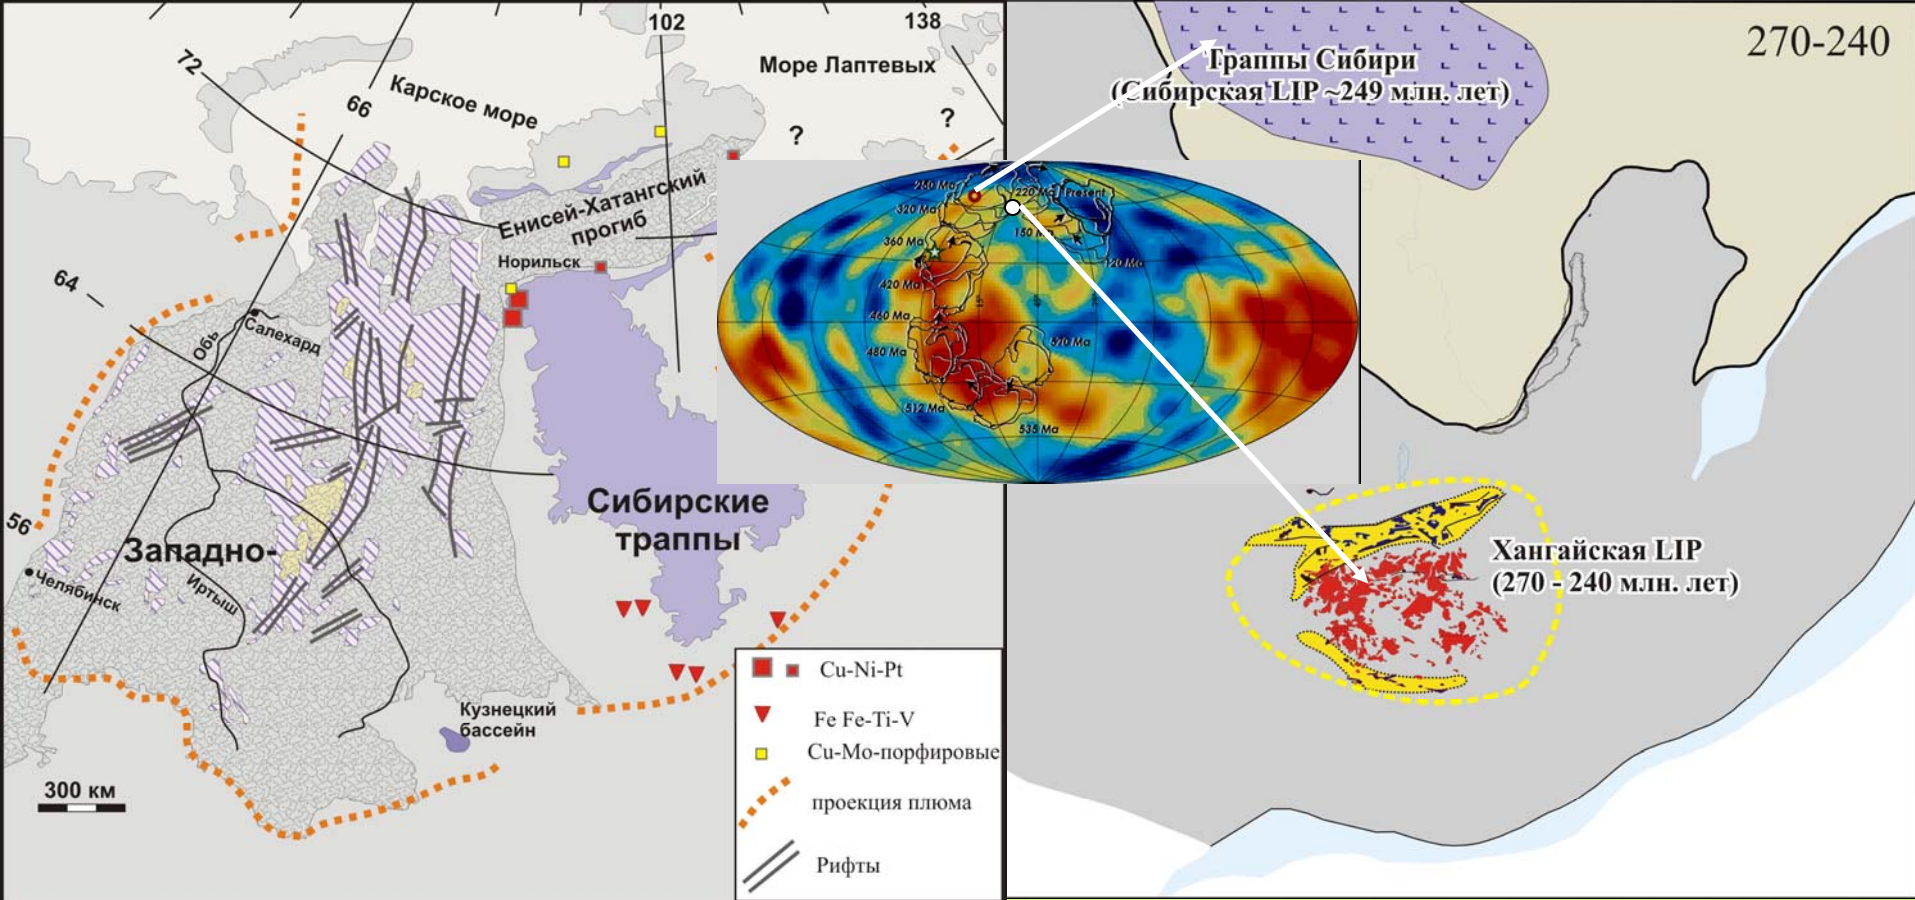 102
138
72
66
Карское море
Море Лаптевых
?
?
Енисей-Хатангский
прогиб
Норильск
64
Обь
Салехард
56
Западно-
Челябинск
Иртыш
Сибирские
траппы
Кузнецкий
бассейн
300 км
Cu-Ni-Pt
Fe Fe-Ti-V
Cu-Mo-порфировые
проекция плюма
Рифты
260 Ma
220 Ma
Present
320 Ma
150 Ma
360 Ma
120 Ma
420 Ma
460 Ma
480 Ma
520 Ma
512 Ma
535 Ma
270-240
Траппы Сибири
(Сибирская LIP ~249 млн. лет)
Хангайская LIP
(270 - 240 млн. лет)